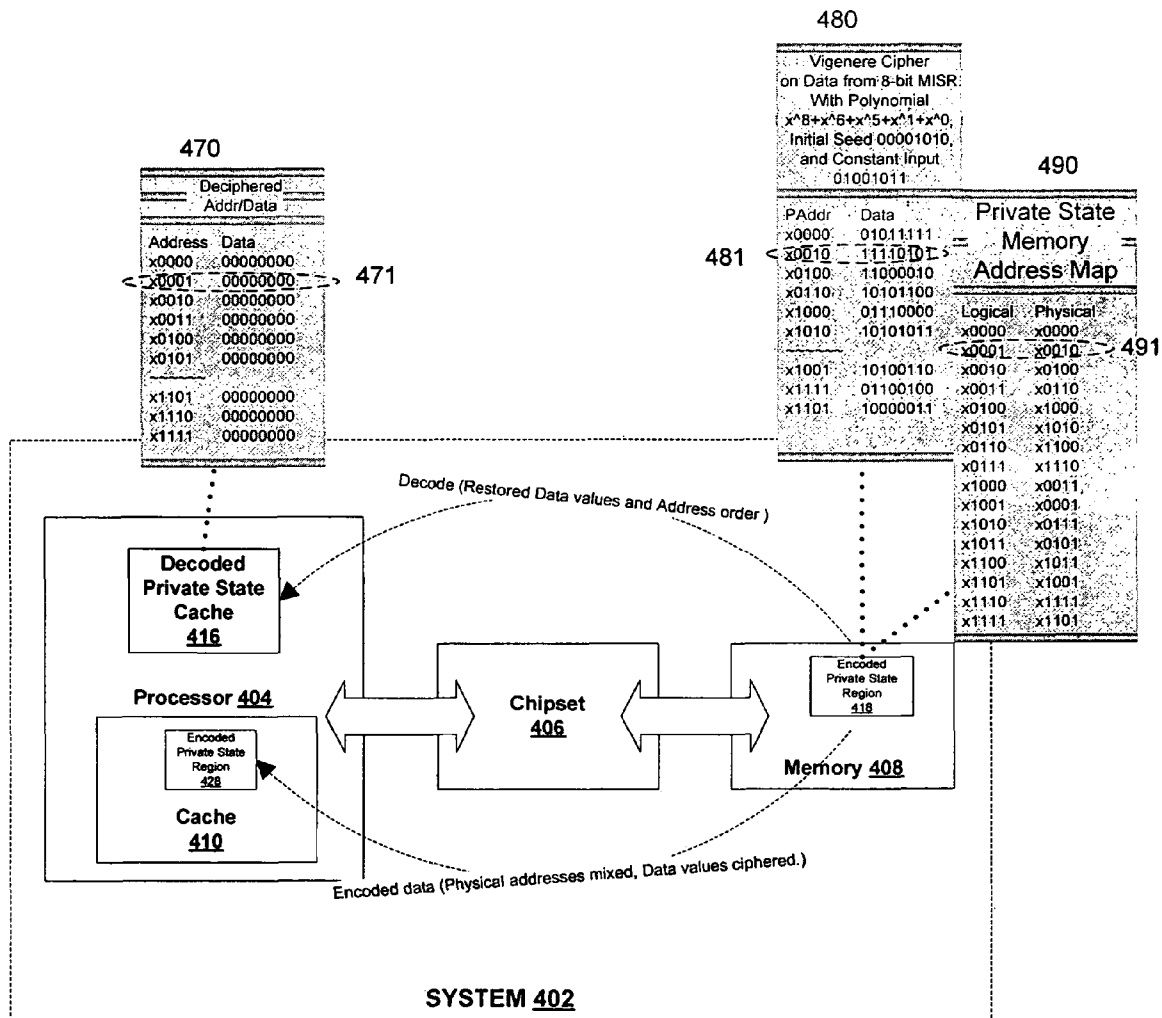 480
Vigenere Cipher
on Data from 8-bit MISR
With Polynomial
x^8+x^6+x^5+x^1+x^0,
Initial Seed 00001010,
and Constant Input
01001011
470
490
Deciphered
Addr/Data
Address Data
x0000 00000000
x0001 00000000
x0010 00000000
x0011 00000000
x0100 00000000
x0101 00000000
x1101 00000000
x1110 00000000
x1111 00000000
471
481
PAddr Data
x0000 01011111
x0010 11110101
x0100 11000010
x0110 10101100
x1000 01110000
x1010 10101011
x1001 10100110
x1111 01100100
x1101 10000011
Private State
Memory
Address Map
Logical Physical
x0000 x0000
x0001 x0010
x0010 x0100
x0011 x0110
x0100 x1000
x0101 x1010
x0110 x1100
x0111 x1110
x1000 x0011
x1001 x0001
x1010 x0111
x1011 x0101
x1100 x1011
x1101 x1001
x1110 x1111
x1111 x1101
491
Decode (Restored Data values and Address order )
Decoded
Private State
Cache
416
Processor 404
Encoded
Private State
Region
428
Cache
410
Chipset
406
Encoded
Private State
Region
418
Memory 408
Encoded data (Physical addresses mixed, Data values ciphered.)
SYSTEM 402